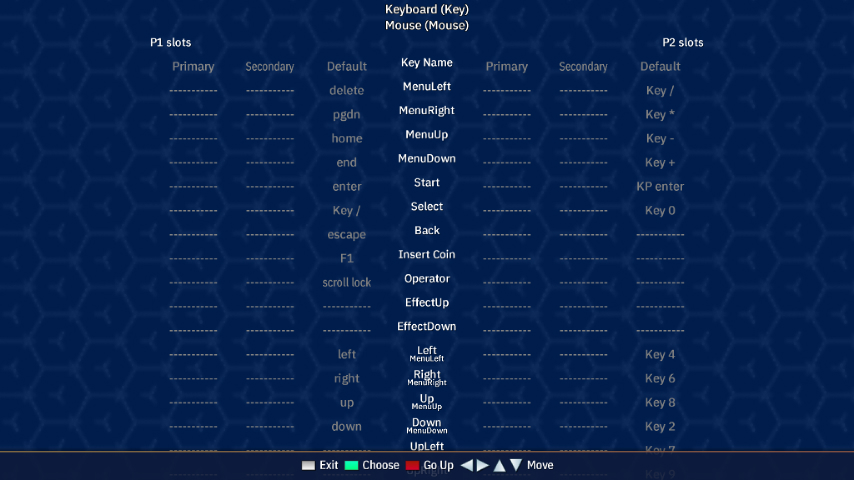 Keyboard (Key)
Mouse (Mouse)
P1 slots P2 slots
Primary Secondary Default Key Name Primary Secondary Default
---------- ---------- delete MenuLeft ---------- ---------- Key /
---------- ---------- pgdn MenuRight ---------- ---------- Key *
---------- ---------- home MenuUp ---------- ---------- Key -
---------- ---------- end MenuDown ---------- ---------- Key +
---------- ---------- enter Start ---------- ---------- KP enter
---------- ---------- Key / Select ---------- ---------- Key 0
---------- ---------- escape Back ---------- ---------- ----------
---------- ---------- F1 Insert Coin ---------- ---------- ----------
---------- ---------- scroll lock Operator ---------- ---------- ----------
---------- ---------- ---------- EffectUp ---------- ---------- ----------
---------- ---------- ---------- EffectDown ---------- ---------- ----------
---------- ---------- left Left ---------- ---------- Key 4
MenuLeft
---------- ---------- right Right ---------- ---------- Key 6
MenuRight
---------- ---------- up Up ---------- ---------- Key 8
MenuUp
---------- ---------- down Down ---------- ---------- Key 2
MenuDown
---------- ---------- ---------- UpLeft ---------- ---------- Key 7
Exit Choose Go Up Move